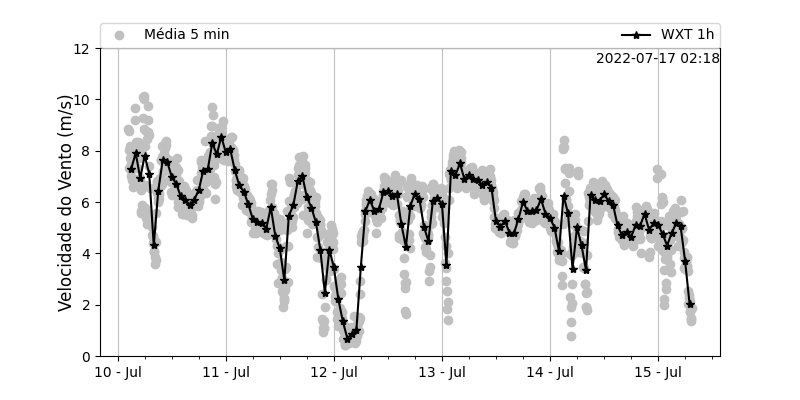 Média 5 min
WXT 1h
2022-07-17 02:18
Velocidade do Vento (m/s)
12
10
8
6
4
2
0
10 - Jul
11 - Jul
12 - Jul
13 - Jul
14 - Jul
15 - Jul